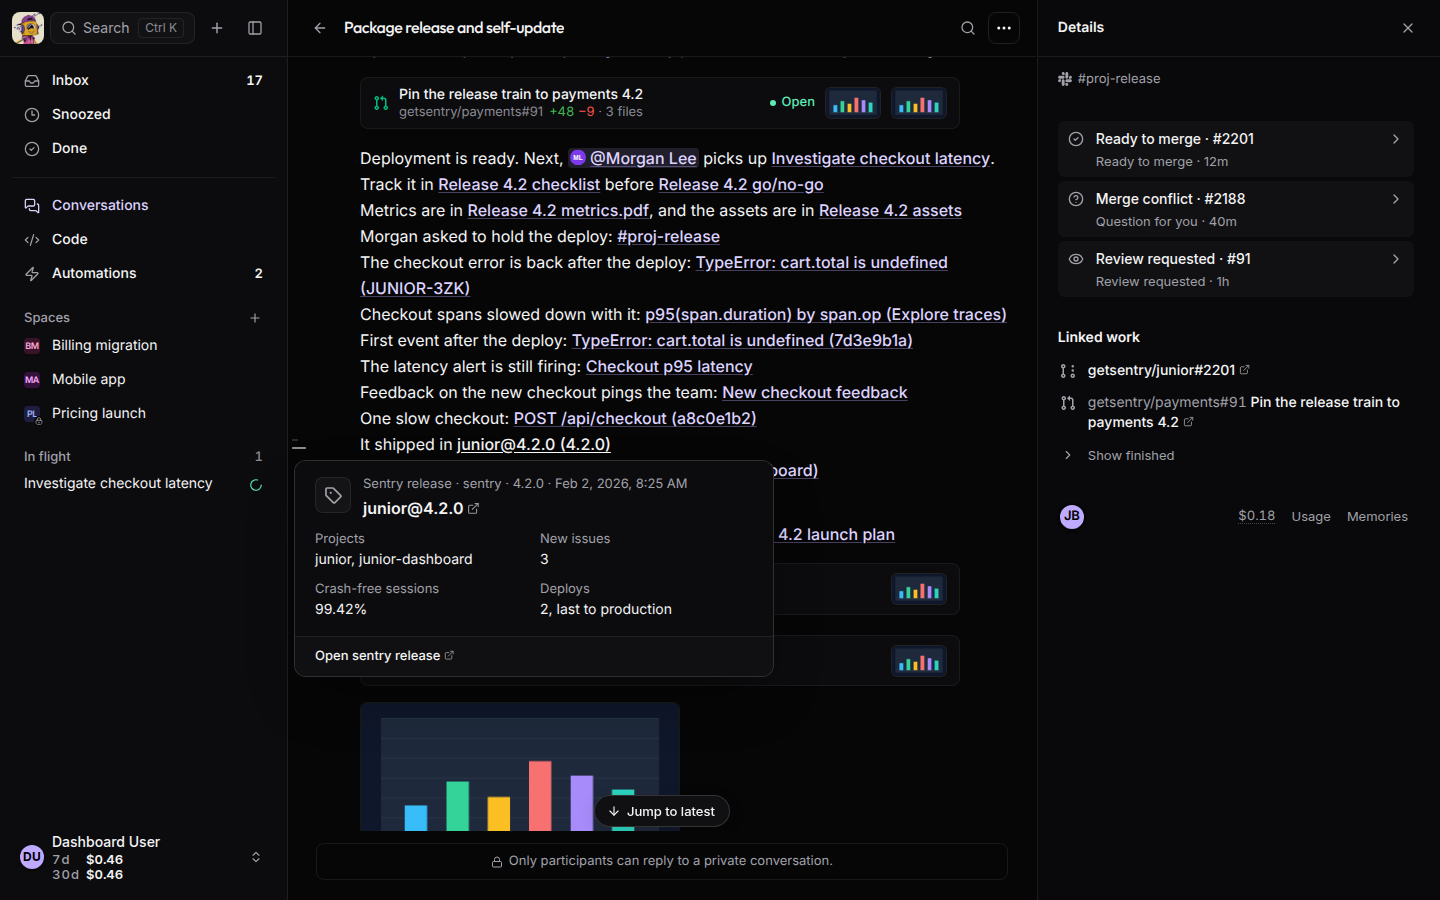 Search Ctrl K
Inbox 17
Snoozed
Done
Conversations
Code
Automations 2
Spaces
BM Billing migration
MA Mobile app
PL Pricing launch
In flight 1
Investigate checkout latency
DU Dashboard User
7d $0.46
30d $0.46
Package release and self-update
Pin the release train to payments 4.2
getsentry/payments#91 +48 −9 · 3 files
Open
Deployment is ready. Next, ML @Morgan Lee picks up Investigate checkout latency.
Track it in Release 4.2 checklist before Release 4.2 go/no-go
Metrics are in Release 4.2 metrics.pdf, and the assets are in Release 4.2 assets
Morgan asked to hold the deploy: #proj-release
The checkout error is back after the deploy: TypeError: cart.total is undefined
(JUNIOR-3ZK)
Checkout spans slowed down with it: p95(span.duration) by span.op (Explore traces)
First event after the deploy: TypeError: cart.total is undefined (7d3e9b1a)
The latency alert is still firing: Checkout p95 latency
Feedback on the new checkout pings the team: New checkout feedback
One slow checkout: POST /api/checkout (a8c0e1b2)
It shipped in junior@4.2.0 (4.2.0)
oard)
4.2 launch plan
Sentry release · sentry · 4.2.0 · Feb 2, 2026, 8:25 AM
junior@4.2.0
Projects
junior, junior-dashboard
New issues
3
Crash-free sessions
99.42%
Deploys
2, last to production
Open sentry release
Jump to latest
Only participants can reply to a private conversation.
Details
#proj-release
Ready to merge · #2201
Ready to merge · 12m
Merge conflict · #2188
Question for you · 40m
Review requested · #91
Review requested · 1h
Linked work
getsentry/junior#2201
getsentry/payments#91 Pin the release train to
payments 4.2
Show finished
JB $0.18 Usage Memories